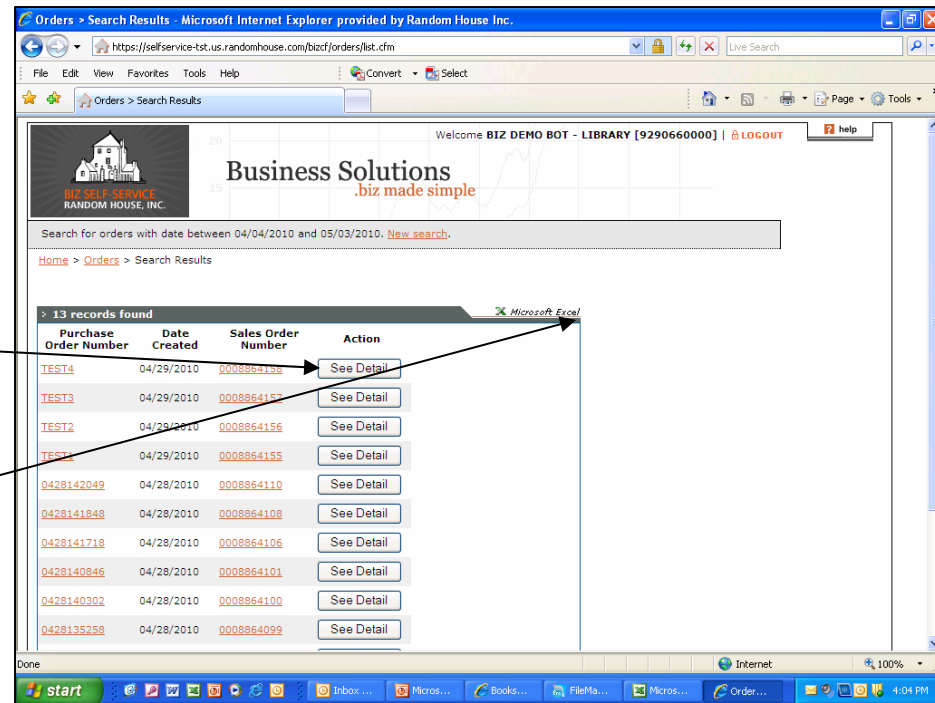 Orders > Search Results - Microsoft Internet Explorer provided by Random House Inc.
https://selfservice-tst.us.randomhouse.com/bizcf/orders/list.cfm
Live Search
File Edit View Favorites Tools Help
Convert Select
Orders > Search Results
Page Tools
Welcome BIZ DEMO BOT - LIBRARY [9290660000] | LOGOUT
help
20
Business Solutions
15
.biz made simple
BIZ SELF-SERVICE
RANDOM HOUSE, INC.
Search for orders with date between 04/04/2010 and 05/03/2010. New search.
Home > Orders > Search Results
> 13 records found
Microsoft Excel
Purchase Order Number Date Created Sales Order Number Action
TEST4 04/29/2010 0008864158 See Detail
TEST3 04/29/2010 0008864157 See Detail
TEST2 04/29/2010 0008864156 See Detail
TEST1 04/29/2010 0008864155 See Detail
0428142049 04/28/2010 0008864110 See Detail
0428141848 04/28/2010 0008864108 See Detail
0428141718 04/28/2010 0008864106 See Detail
0428140846 04/28/2010 0008864101 See Detail
0428140302 04/28/2010 0008864100 See Detail
0428135258 04/28/2010 0008864099 See Detail
Done
Internet
100%
start
Inbox ...
Micros...
Books...
FileMa...
Micros...
Order...
4:04 PM